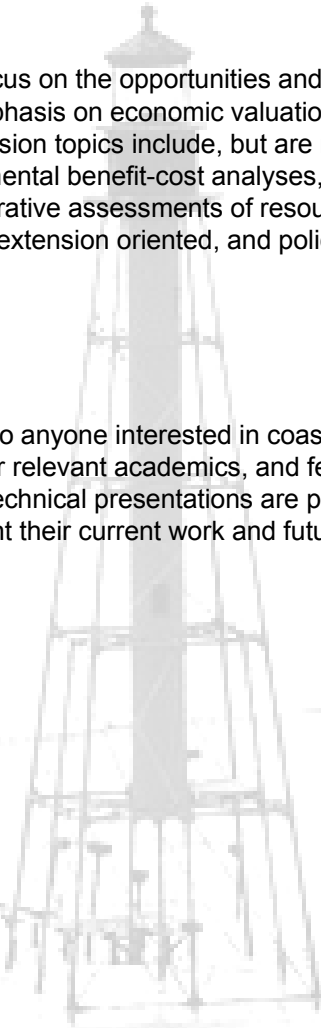 cus on the opportunities and
phasis on economic valuatio
sion topics include, but are
mental benefit-cost analyses,
rative assessments of resou
extension oriented, and polic
o anyone interested in coas
r relevant academics, and fe
echnical presentations are p
nt their current work and futu